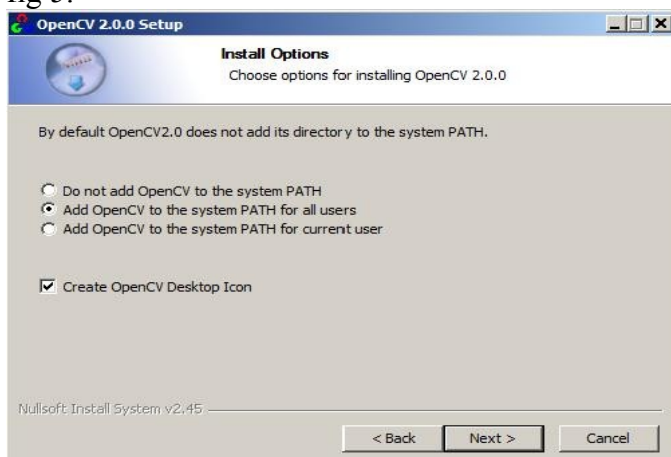 fig 5.
OpenCV 2.0.0 Setup
Install Options
Choose options for installing OpenCV 2.0.0
By default OpenCV2.0 does not add its directory to the system PATH.
Do not add OpenCV to the system PATH
Add OpenCV to the system PATH for all users
Add OpenCV to the system PATH for current user
Create OpenCV Desktop Icon
Nullsoft Install System v2.45
< Back Next > Cancel